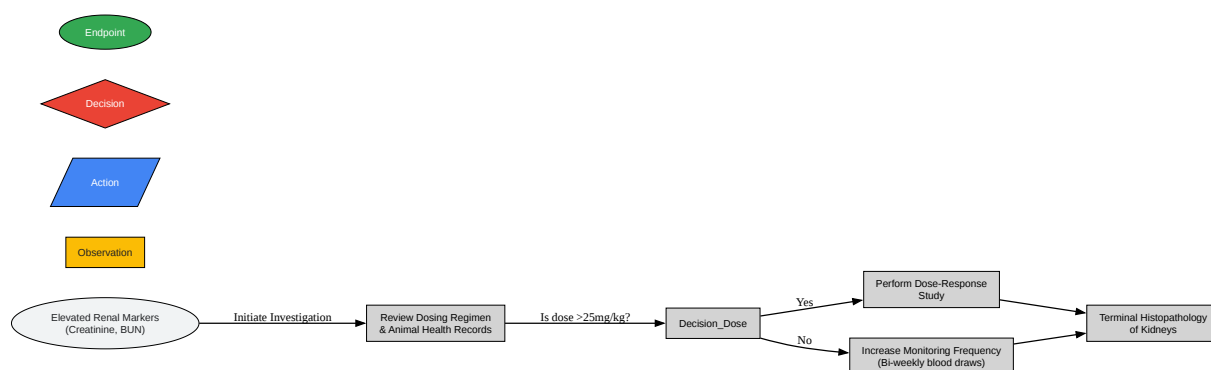 Endpoint
Decision
Action
Observation
Elevated Renal Markers
(Creatinine, BUN)
Initiate Investigation
Review Dosing Regimen
& Animal Health Records
Is dose >25mg/kg?
Decision_Dose
Yes
No
Perform Dose-Response
Study
Increase Monitoring Frequency
(Bi-weekly blood draws)
Terminal Histopathology
of Kidneys